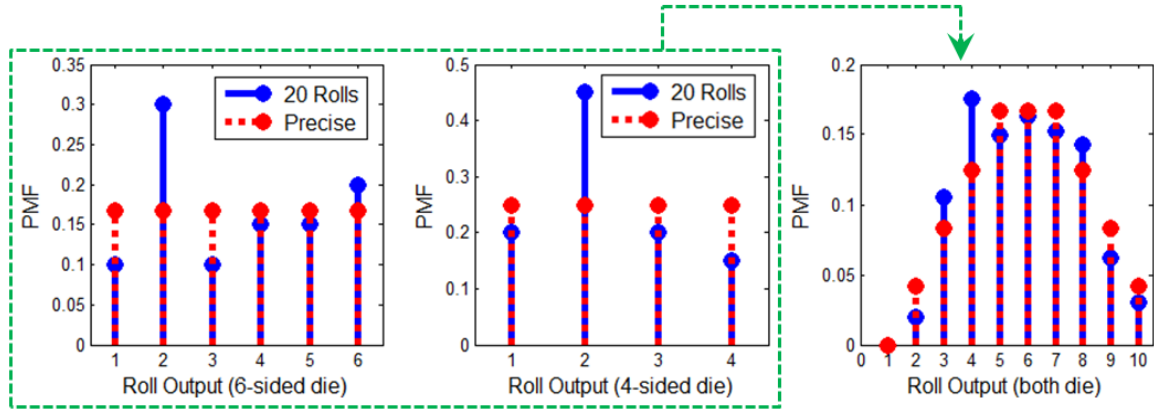 0.35
0.3
0.25
0.2
0.15
0.1
0.05
0
PMF
20 Rolls
Precise
1 2 3 4 5 6
Roll Output (6-sided die)
0.5
0.4
0.3
0.2
0.1
0
PMF
20 Rolls
Precise
1 2 3 4
Roll Output (4-sided die)
0.2
0.15
0.1
0.05
0
PMF
0 1 2 3 4 5 6 7 8 9 10
Roll Output (both die)